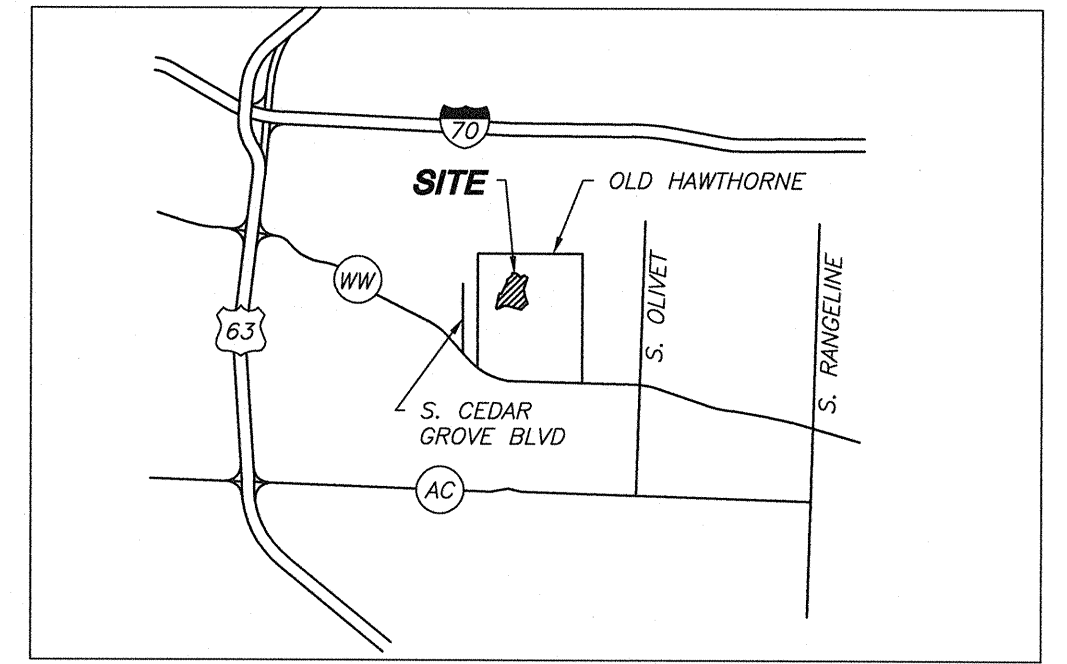 70
SITE
OLD HAWTHORNE
WW
S. OLIVET
S. RANGELINE
63
S. CEDAR
GROVE BLVD
AC